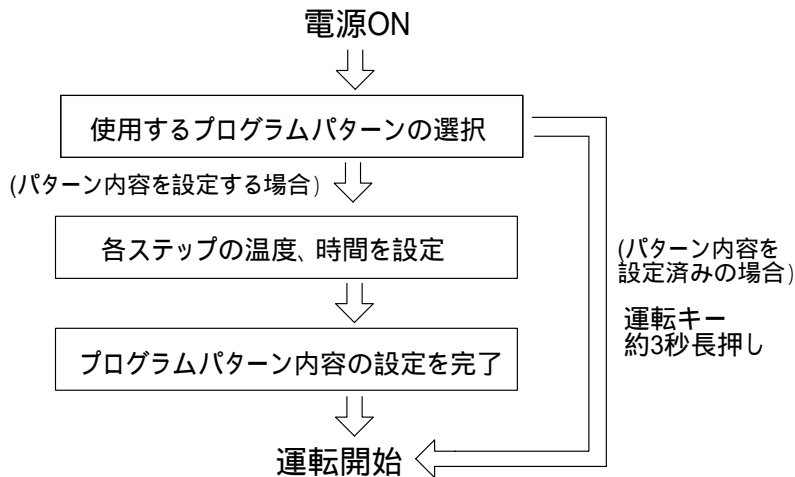 電源ON
使用するプログラムパターンの選択
(パターン内容を設定する場合)
各ステップの温度、時間を設定
プログラムパターン内容の設定を完了
(パターン内容を
設定済みの場合)
運転キー
約3秒長押し
運転開始